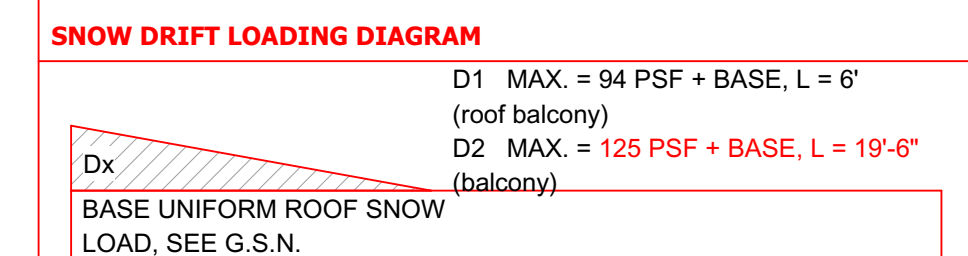 SNOW DRIFT LOADING DIAGRAM
D1 MAX. = 94 PSF + BASE, L = 6'
(roof balcony)
D2 MAX. = 125 PSF + BASE, L = 19'-6"
(balcony)
Dx
BASE UNIFORM ROOF SNOW
LOAD, SEE G.S.N.